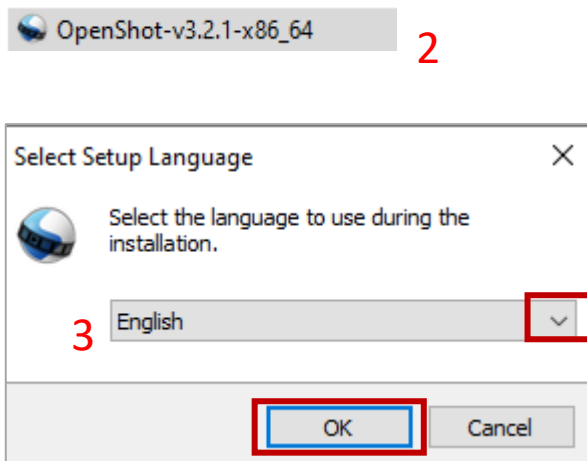 OpenShot-v3.2.1-x86_64
2
Select Setup Language
Select the language to use during the
installation.
3
English
OK Cancel